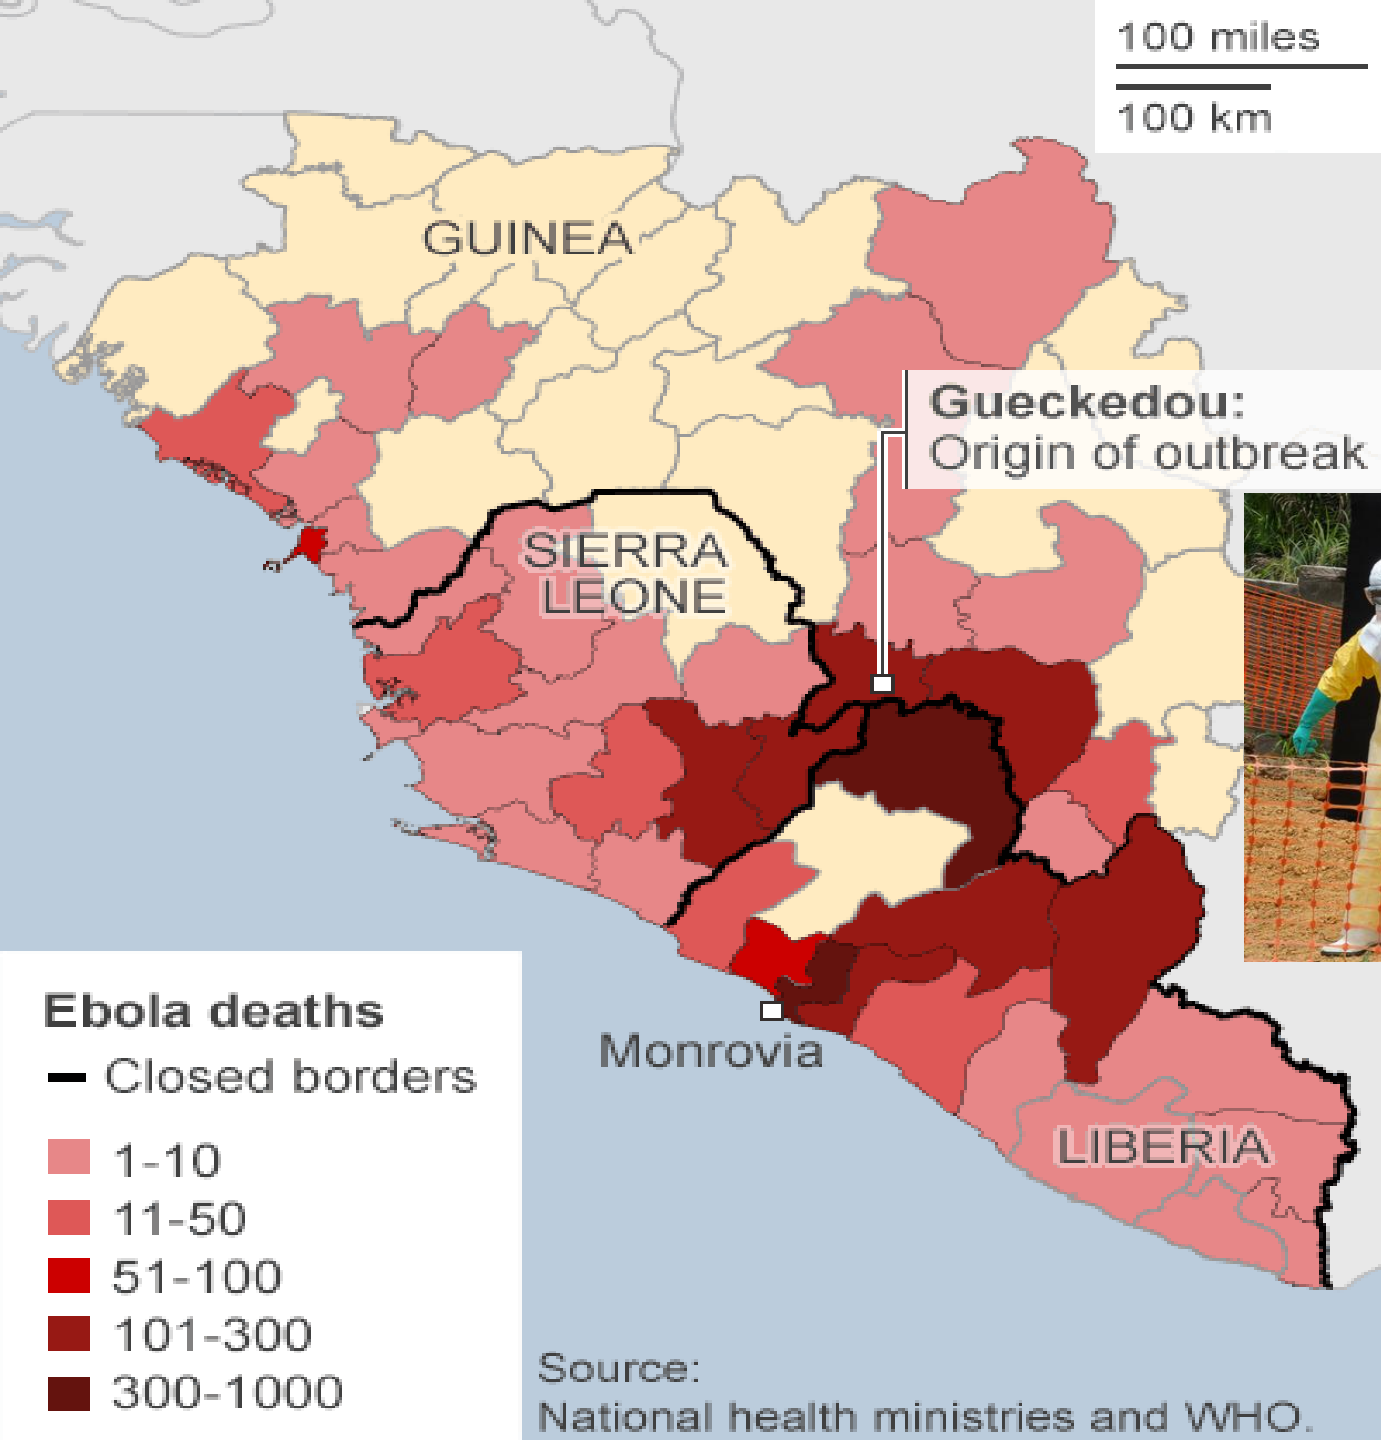 100 miles
100 km
GUINEA
Gueckedou:
Origin of outbreak
SIERRA
LEONE
Monrovia
LIBERIA
Ebola deaths
Closed borders
1-10
11-50
51-100
101-300
300-1000
Source:
National health ministries and WHO.